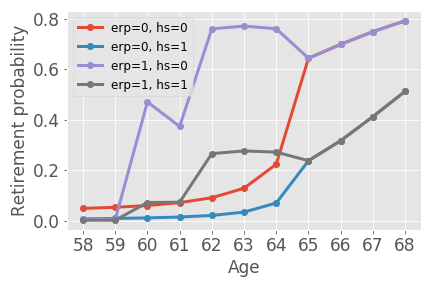 erp=0, hs=0
erp=0, hs=1
erp=1, hs=0
erp=1, hs=1
Retirement probability
0.8
0.6
0.4
0.2
0.0
58 59 60 61 62 63 64 65 66 67 68
Age